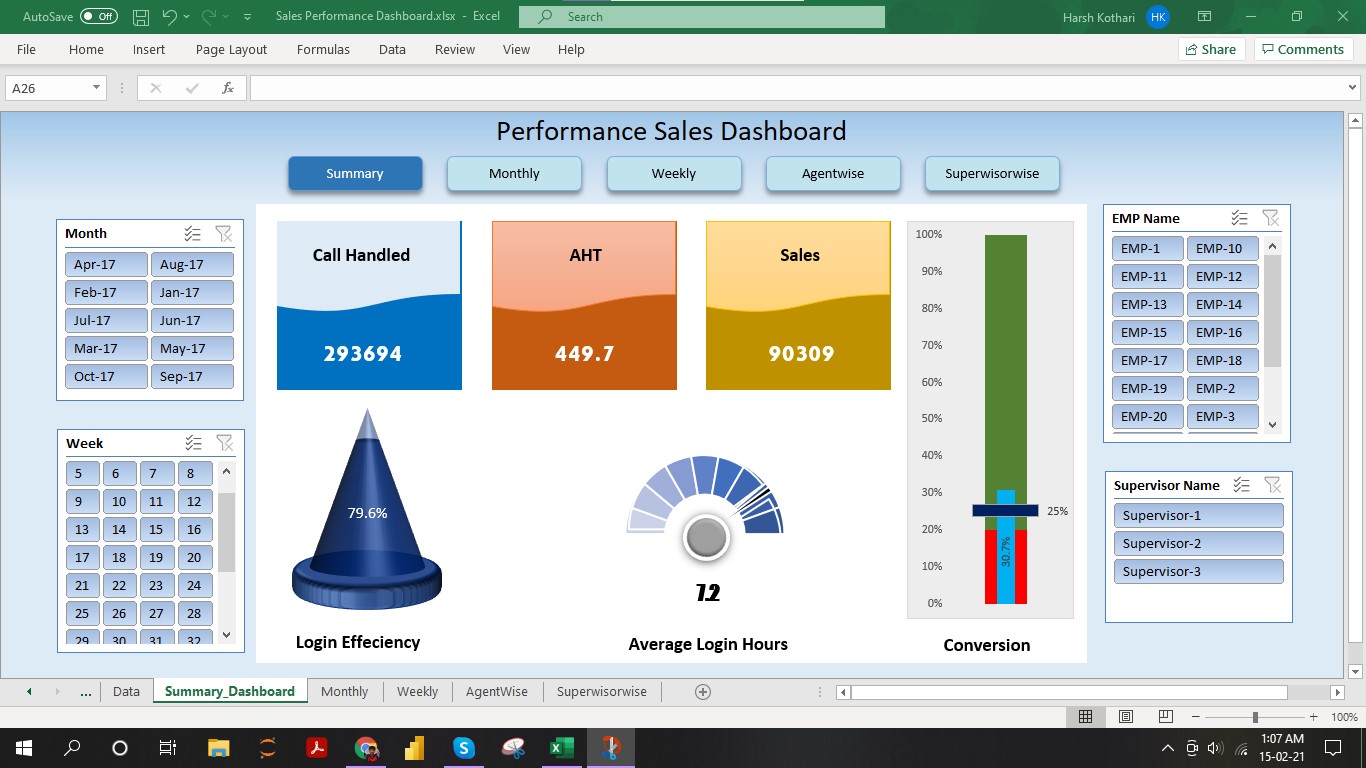 AutoSave Off Sales Performance Dashboard.xlsx - Excel Search Harsh Kothari HK
File Home Insert Page Layout Formulas Data Review View Help Share Comments
A26 fx
Performance Sales Dashboard
Summary Monthly Weekly Agentwise Superwisorwise
Month
Apr-17 Aug-17
Feb-17 Jan-17
Jul-17 Jun-17
Mar-17 May-17
Oct-17 Sep-17
Week
5 6 7 8
9 10 11 12
13 14 15 16
17 18 19 20
21 22 23 24
25 26 27 28
29 30 31 32
Call Handled
293694
AHT
449.7
Sales
90309
79.6%
Login Effeciency
7.2
Average Login Hours
100%
90%
80%
70%
60%
50%
40%
30%
20%
10%
0%
25%
30.7%
Conversion
EMP Name
EMP-1 EMP-10
EMP-11 EMP-12
EMP-13 EMP-14
EMP-15 EMP-16
EMP-17 EMP-18
EMP-19 EMP-2
EMP-20 EMP-3
Supervisor Name
Supervisor-1
Supervisor-2
Supervisor-3
... Data Summary_Dashboard Monthly Weekly AgentWise Superwisorwise
100%
1:07 AM
15-02-21